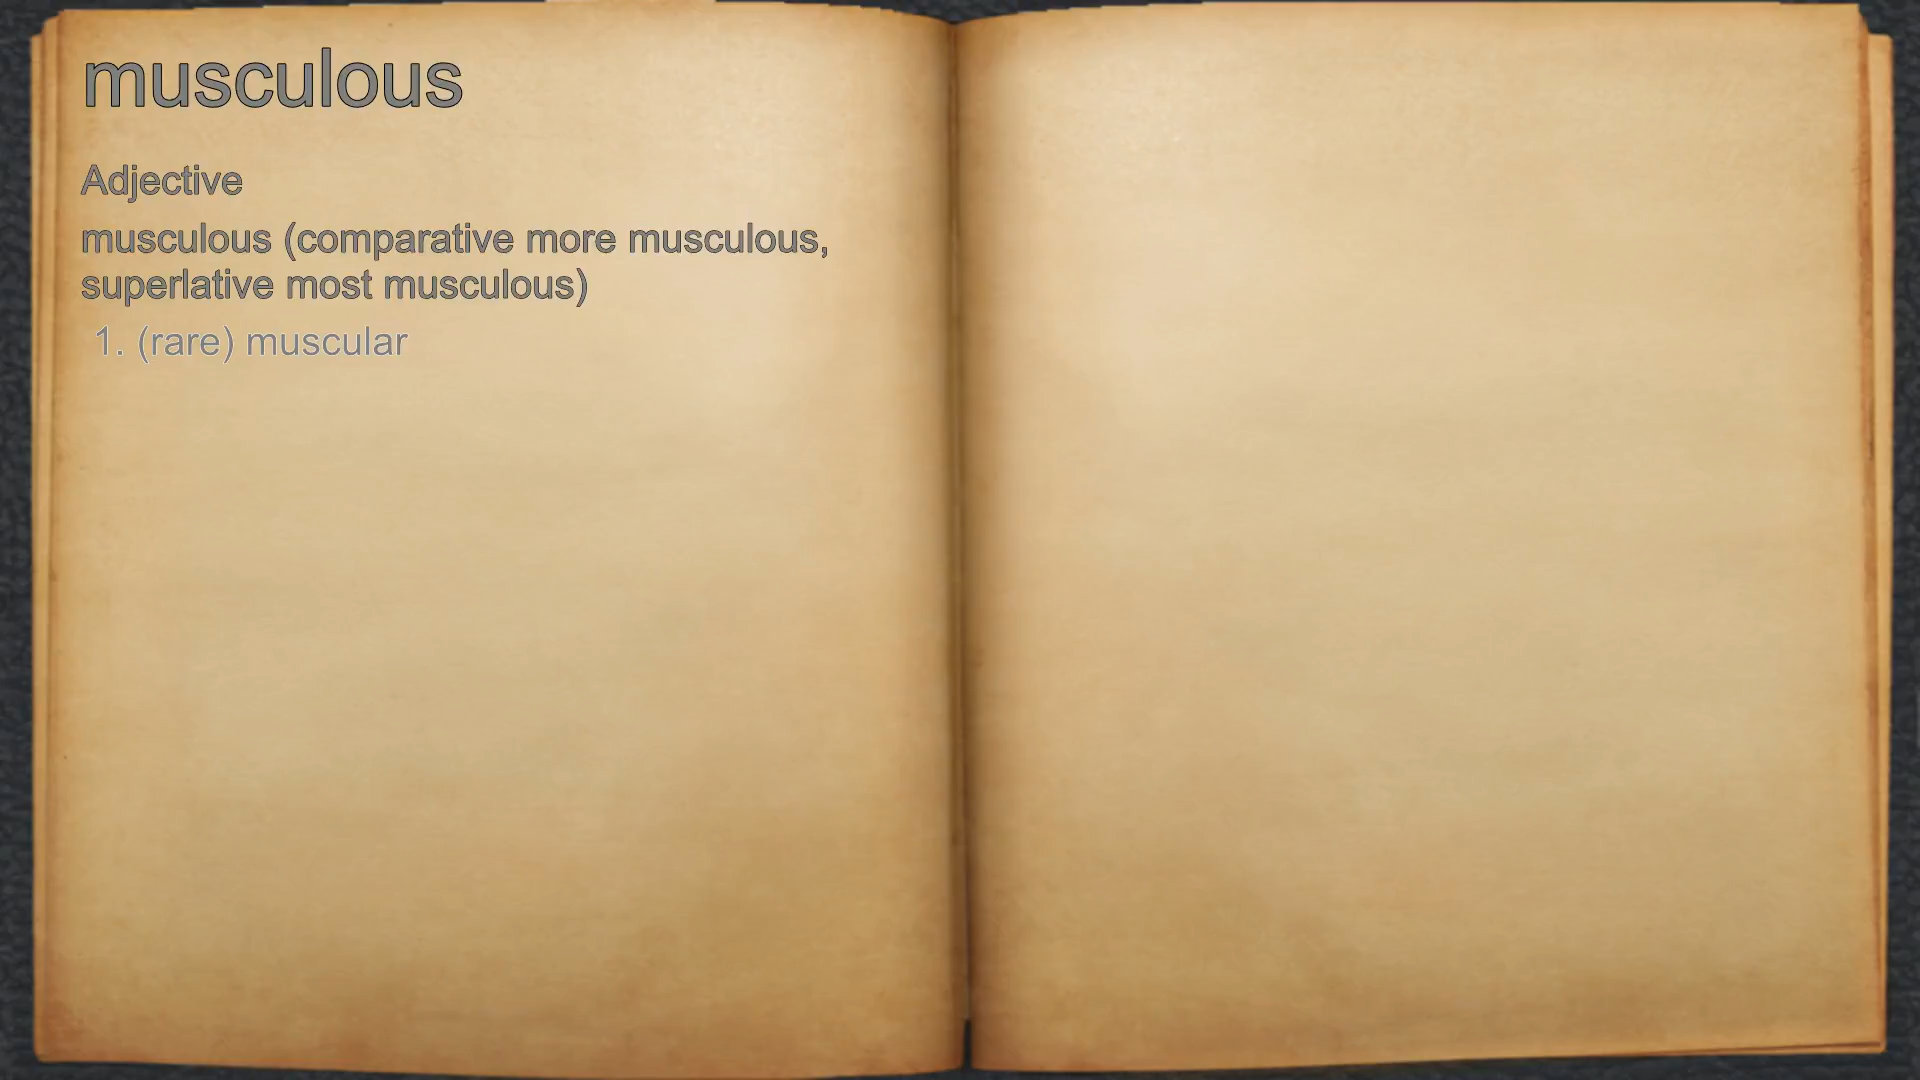 musculous
Adjective
musculous (comparative more musculous,
superlative most musculous)
1. (rare) muscular